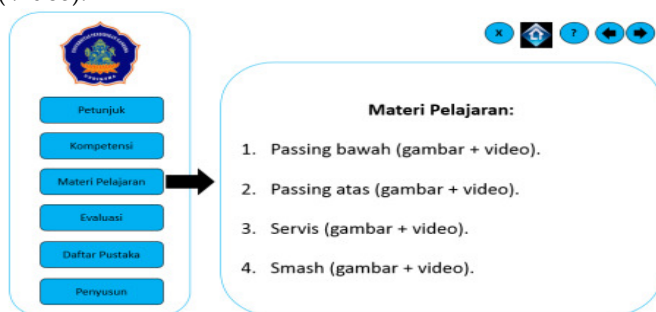 (video).
X
?
Petunjuk
Kompetensi
Materi Pelajaran
Evaluasi
Daftar Pustaka
Penyusun
Materi Pelajaran:
1. Passing bawah (gambar + video).
2. Passing atas (gambar + video).
3. Servis (gambar + video).
4. Smash (gambar + video).